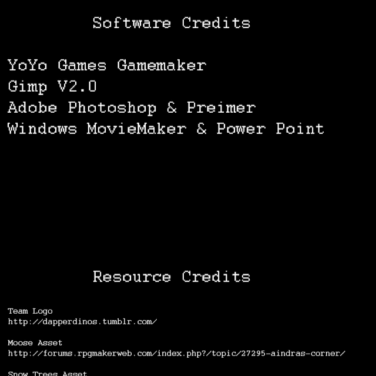 Software Credits
YoYo Games Gamemaker
Gimp V2.0
Adobe Photoshop & Preimer
Windows MovieMaker & Power Point
Resource Credits
Team Logo
http://dapperdinos.tumblr.com/
Moose Asset
http://forums.rpgmakerweb.com/index.php?/topic/27295-aindras-corner/
Snow Trees Asset